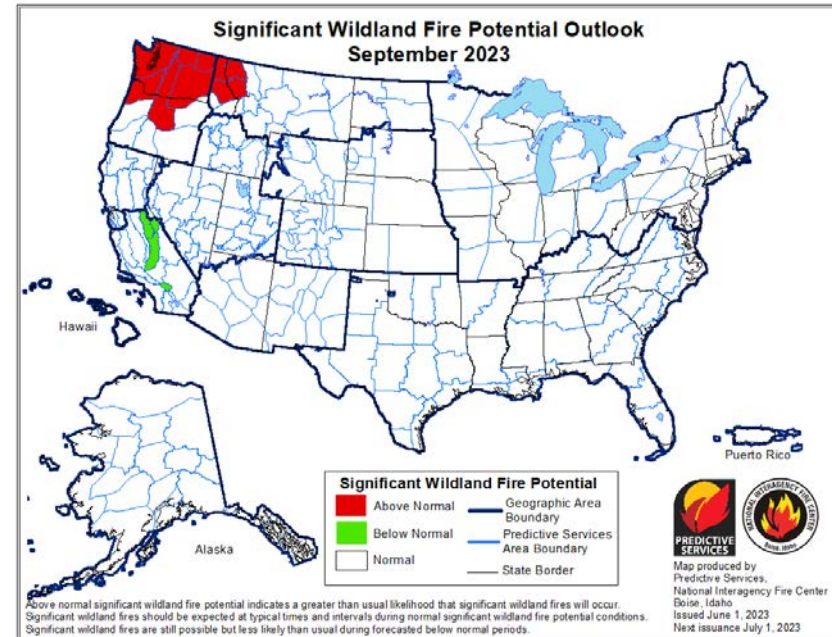 Significant Wildland Fire Potential Outlook
September 2023
Hawaii
Puerto Rico
Alaska
Significant Wildland Fire Potential
Above Normal
Below Normal
Normal
Geographic Area
Boundary
Predictive Services
Area Boundary
State Border
PREDICTIVE
SERVICES
NATIONAL INTERAGENCY FIRE CENTER
Boise, Idaho
Map produced by
Predictive Services,
National Interagency Fire Center
Boise, Idaho
Issued June 1, 2023
Next issuance July 1, 2023
Above normal significant wildland fire potential indicates a greater than usual likelihood that significant wildland fires will occur.
Significant wildland fires should be expected at typical times and intervals during normal significant wildland fire potential conditions.
Significant wildland fires are still possible but less likely than usual during forecasted below normal periods.